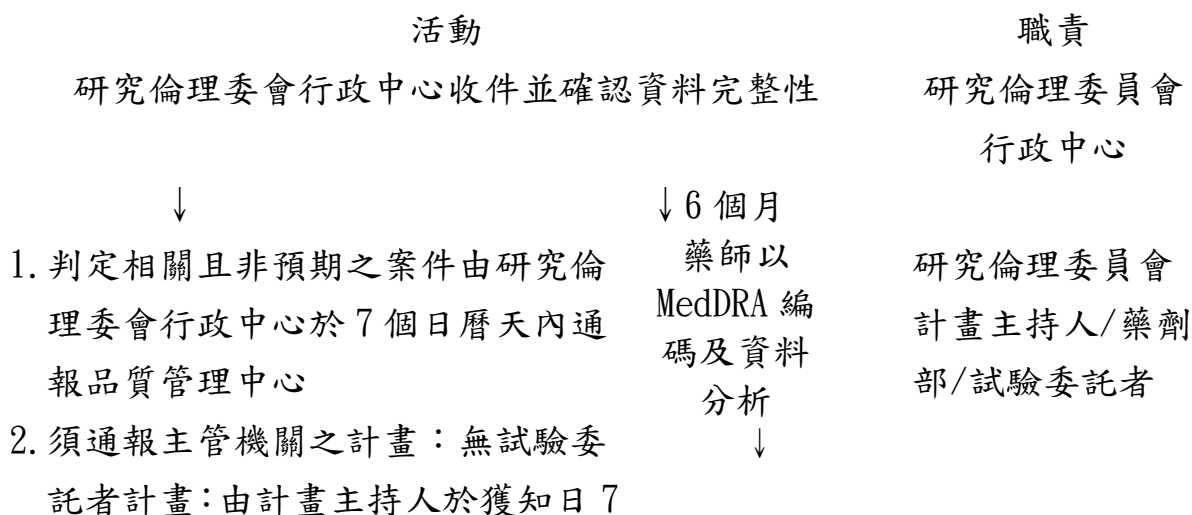 活動 職責
研究倫理委會行政中心收件並確認資料完整性 研究倫理委員會
行政中心
↓ ↓6 個月
1. 判定相關且非預期之案件由研究倫
理委會行政中心於 7 個日曆天內通
報品質管理中心
2. 須通報主管機關之計畫：無試驗委
託者計畫：由計畫主持人於獲知日 7
藥師以
MedDRA 編
碼及資料
分析
↓
研究倫理委員會
計畫主持人/藥劑
部/試驗委託者